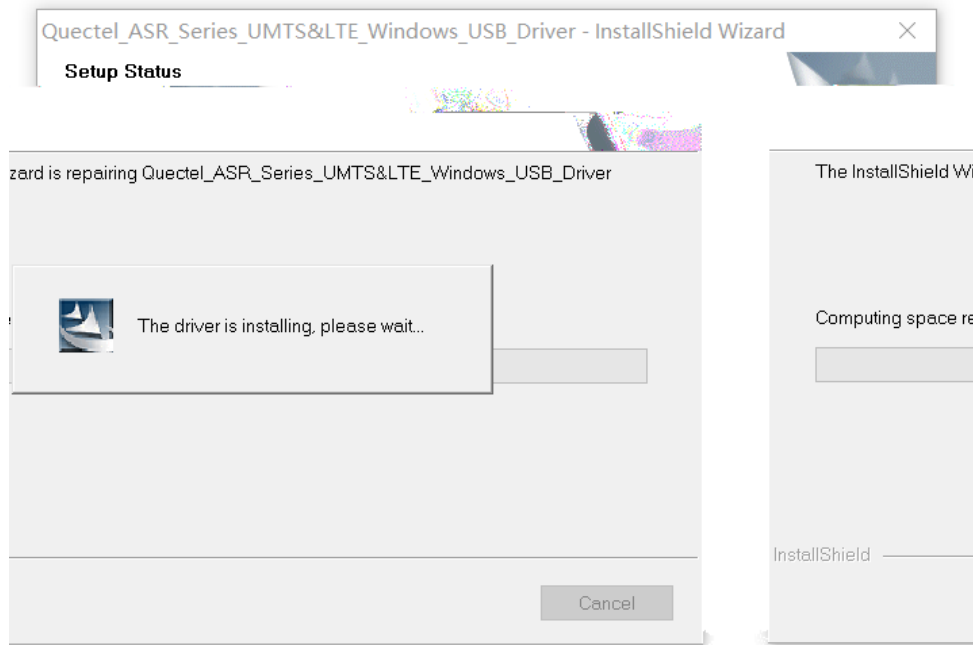 Quectel_ASR_Series_UMTS&LTE_Windows_USB_Driver - InstallShield Wizard
Setup Status
zard is repairing Quectel_ASR_Series_UMTS&LTE_Windows_USB_Driver
The InstallShield Wi
The driver is installing, please wait...
Computing space re
InstallShield
Cancel